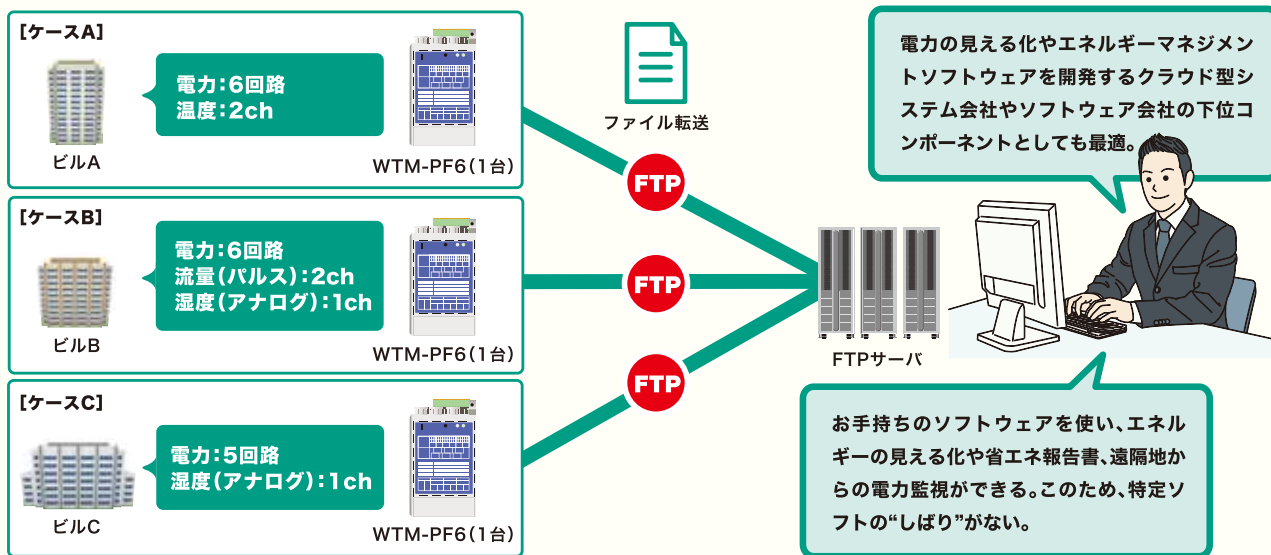 [ケースA]
電力：6回路
温度：2ch
ビルA
WTM-PF6（1台）
[ケースB]
電力：6回路
流量（パルス）：2ch
湿度（アナログ）：1ch
ビルB
WTM-PF6（1台）
[ケースC]
電力：5回路
湿度（アナログ）：1ch
ビルC
WTM-PF6（1台）
ファイル転送
FTP
FTP
FTP
FTPサーバ
電力の見える化やエネルギーマネジメン
トソフトウェアを開発するクラウド型シ
ステム会社やソフトウェア会社の下位コ
ンポーネントとしても最適。
お手持ちのソフトウェアを使い、エネル
ギーの見える化や省エネ報告書、遠隔地か
らの電力監視ができる。このため、特定ソ
フトの“しばり”がない。